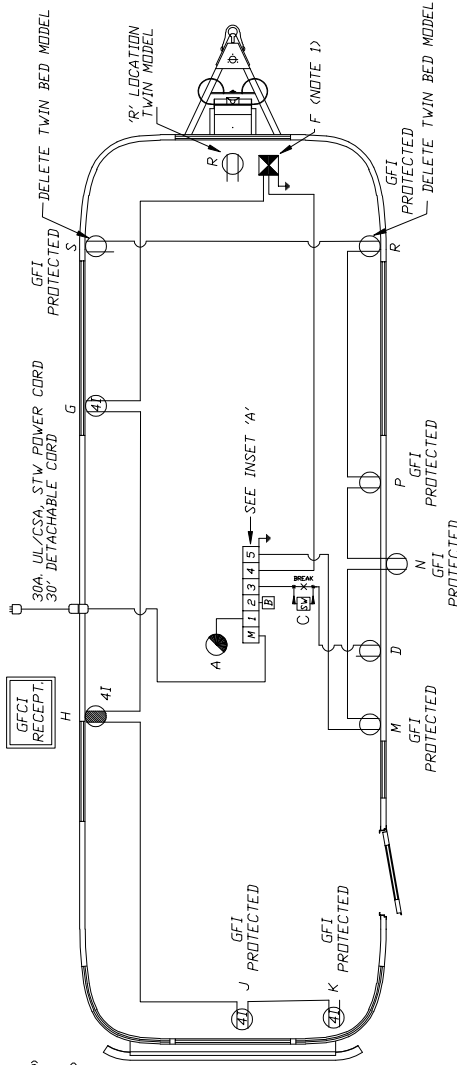 DELETE TWIN BED MODEL
GFI
PROTECTED
S
'R' LOCATION
TWIN MODEL
R
F (NOTE 1)
GFI
PROTECTED
DELETE TWIN BED MODEL
R
G
41
30A. UL/CSA, STW POWER CORD
30' DETACHABLE CORD
GFCI
RECEPT.
H
41
SEE INSET 'A'
M 1 2 3 4 5
A
B
BREAK
X
C SW
P
GFI
PROTECTED
N
GFI
PROTECTED
D
M
GFI
PROTECTED
J
41
GFI
PROTECTED
K
41
GFI
PROTECTED